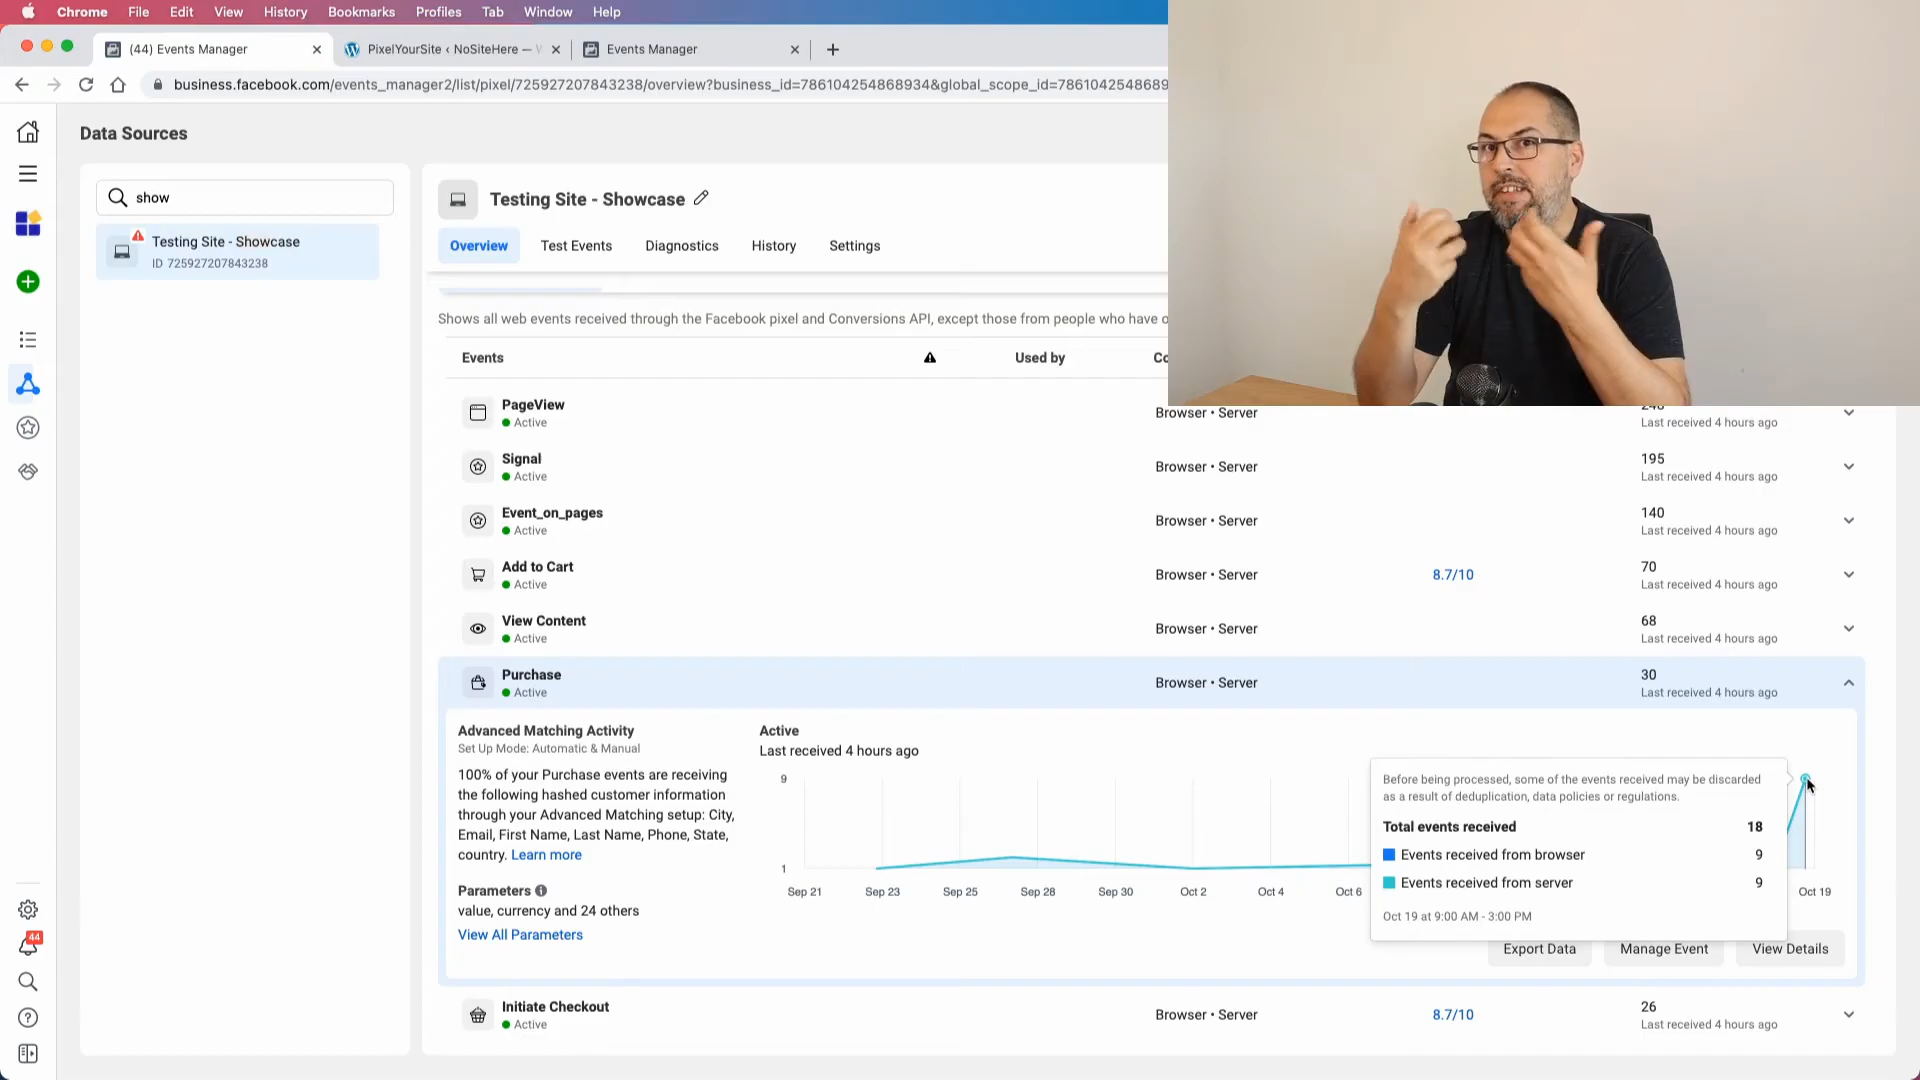 Chrome File Edit View History Bookmarks Profiles Tab Window Help
(44) Events Manager
PixelYourSite ‹ NoSiteHere —
Events Manager
business.facebook.com/events_manager2/list/pixel/725927207843238/overview?business_id=786104254868934&global_scope_id=78610425486893
Data Sources
show
Testing Site - Showcase
ID 725927207843238
Testing Site - Showcase
Overview Test Events Diagnostics History Settings
Shows all web events received through the Facebook pixel and Conversions API, except those from people who have o
Events Used by Co
PageView
Active
Browser • Server
Last received 4 hours ago
Signal
Active
Browser • Server
195
Last received 4 hours ago
Event_on_pages
Active
Browser • Server
140
Last received 4 hours ago
Add to Cart
Active
Browser • Server
8.7/10
70
Last received 4 hours ago
View Content
Active
Browser • Server
68
Last received 4 hours ago
Purchase
Active
Browser • Server
30
Last received 4 hours ago
Advanced Matching Activity
Set Up Mode: Automatic & Manual
100% of your Purchase events are receiving
the following hashed customer information
through your Advanced Matching setup: City,
Email, First Name, Last Name, Phone, State,
country. Learn more
Parameters
value, currency and 24 others
View All Parameters
Active
Last received 4 hours ago
9
1
Sep 21 Sep 23 Sep 25 Sep 28 Sep 30 Oct 2 Oct 4 Oct 6 Oct 19
Before being processed, some of the events received may be discarded
as a result of deduplication, data policies or regulations.
Total events received 18
Events received from browser 9
Events received from server 9
Oct 19 at 9:00 AM - 3:00 PM
Export Data Manage Event View Details
Initiate Checkout
Active
Browser • Server
8.7/10
26
Last received 4 hours ago
44